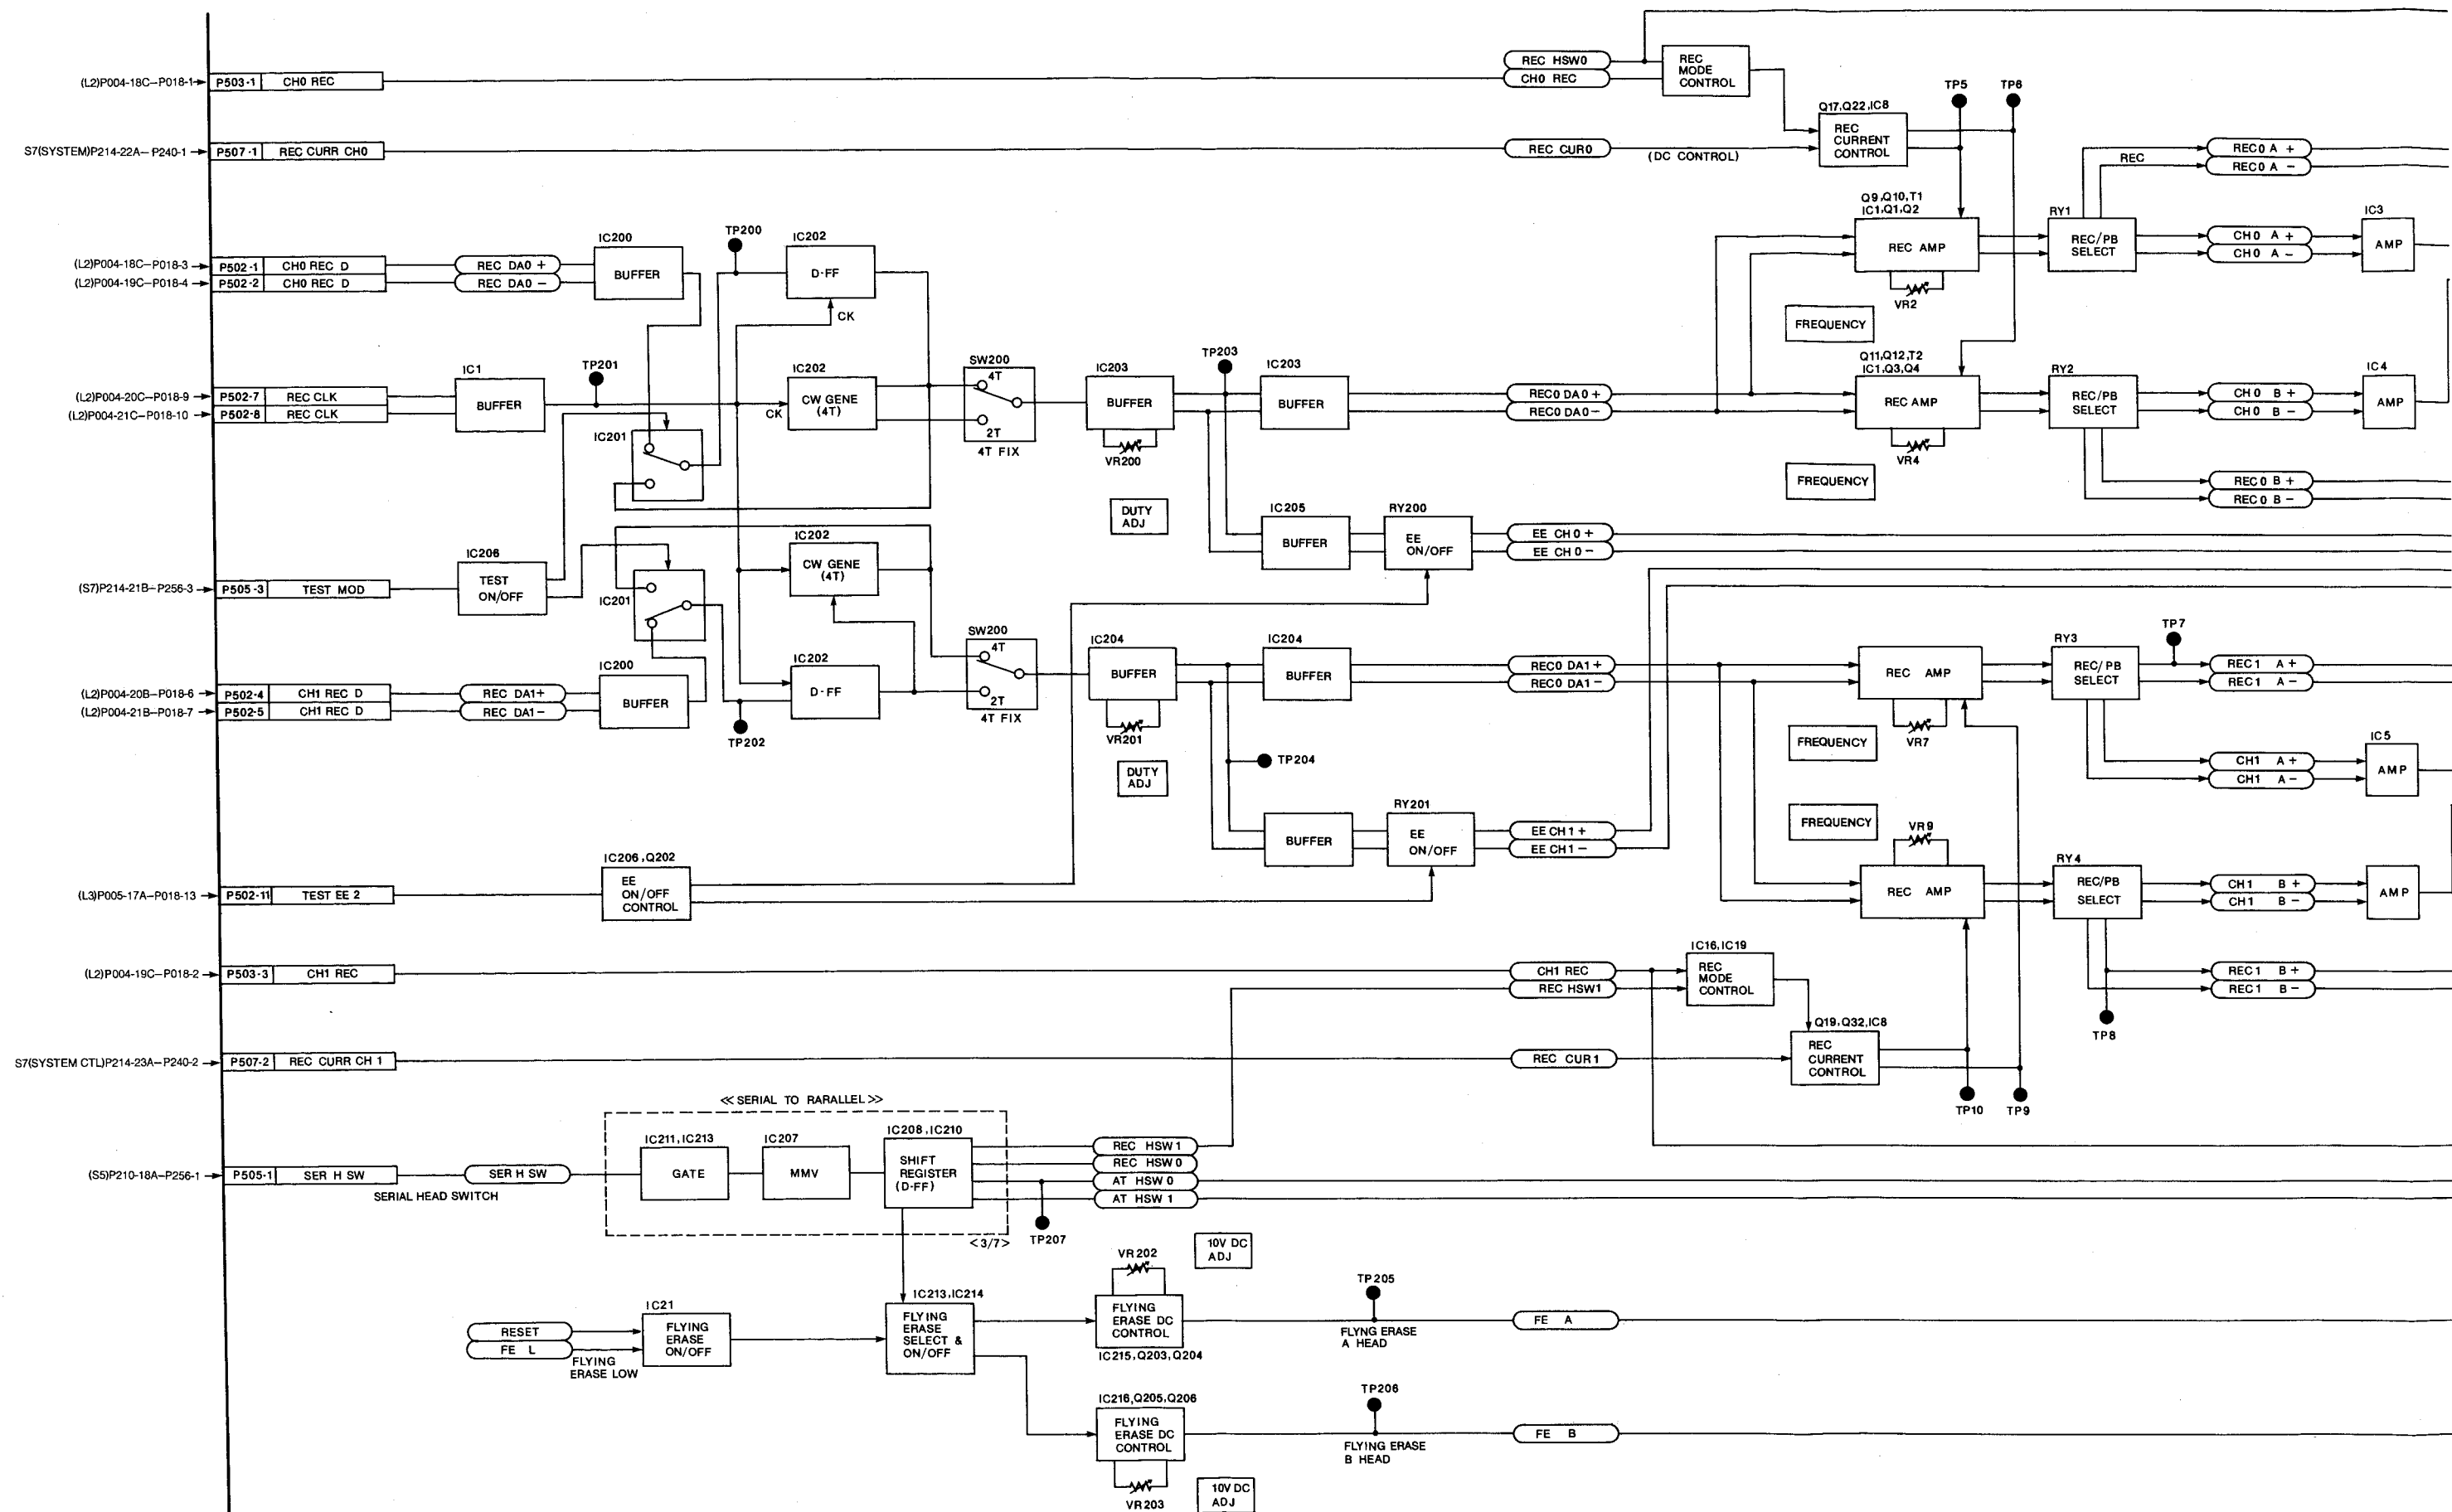 (L2)P004-18C-P018-1
P503-1 CH0 REC
REC HSW0
CH0 REC
REC
MODE
CONTROL
TP5
TP6
S7(SYSTEM)P214-22A-P240-1
P507-1 REC CURR CH0
REC CUR0
(DC CONTROL)
Q17,Q22,IC8
REC
CURRENT
CONTROL
REC
REC0 A +
REC0 A -
(L2)P004-18C-P018-3
(L2)P004-19C-P018-4
P502-1 CH0 REC D
P502-2 CH0 REC D
REC DA0 +
REC DA0 -
IC200
BUFFER
TP200
IC202
D-FF
CK
Q9,Q10,T1
IC1,Q1,Q2
REC AMP
VR2
FREQUENCY
RY1
REC/PB
SELECT
CH0 A +
CH0 A -
IC3
AMP
(L2)P004-20C-P018-9
(L2)P004-21C-P018-10
P502-7 REC CLK
P502-8 REC CLK
IC1
BUFFER
TP201
IC201
CK
IC202
CW GENE
(4T)
SW200
4T
2T
4T FIX
IC203
BUFFER
VR200
DUTY
ADJ
TP203
IC203
BUFFER
REC0 DA0+
REC0 DA0-
Q11,Q12,T2
IC1,Q3,Q4
REC AMP
VR4
FREQUENCY
RY2
REC/PB
SELECT
CH0 B +
CH0 B -
IC4
AMP
REC0 B +
REC0 B -
IC205
BUFFER
RY200
EE
ON/OFF
EE CH0 +
EE CH0 -
(S7)P214-21B-P256-3
P505-3 TEST MOD
IC206
TEST
ON/OFF
IC201
IC202
CW GENE
(4T)
(L2)P004-20B-P018-6
(L2)P004-21B-P018-7
P502-4 CH1 REC D
P502-5 CH1 REC D
REC DA1+
REC DA1-
IC200
BUFFER
TP202
IC202
D-FF
SW200
4T
2T
4T FIX
IC204
BUFFER
VR201
DUTY
ADJ
IC204
BUFFER
TP204
REC0 DA1+
REC0 DA1-
REC AMP
VR7
FREQUENCY
RY3
REC/PB
SELECT
TP7
REC1 A +
REC1 A -
CH1 A +
CH1 A -
IC5
AMP
BUFFER
RY201
EE
ON/OFF
EE CH1 +
EE CH1 -
FREQUENCY
VR9
REC AMP
RY4
REC/PB
SELECT
CH1 B +
CH1 B -
AMP
(L3)P005-17A-P018-13
P502-11 TEST EE 2
IC206,Q202
EE
ON/OFF
CONTROL
(L2)P004-19C-P018-2
P503-3 CH1 REC
CH1 REC
REC HSW1
IC16,IC19
REC
MODE
CONTROL
REC1 B +
REC1 B -
TP8
S7(SYSTEM CTL)P214-23A-P240-2
P507-2 REC CURR CH 1
REC CUR1
Q19,Q32,IC8
REC
CURRENT
CONTROL
TP10
TP9
<<SERIAL TO RARALLEL>>
(S5)P210-18A-P256-1
P505-1 SER H SW
SERIAL HEAD SWITCH
SER H SW
IC211,IC213
GATE
IC207
MMV
IC208,IC210
SHIFT
REGISTER
(D-FF)
<3/7>
REC HSW1
REC HSW0
AT HSW0
AT HSW1
TP207
RESET
FE L
FLYING
ERASE LOW
IC21
FLYING
ERASE
ON/OFF
IC213,IC214
FLYING
ERASE
SELECT &
ON/OFF
VR202
10V DC
ADJ
FLYING
ERASE DC
CONTROL
IC215,Q203,Q204
TP205
FLYNG ERASE
A HEAD
FE A
IC216,Q205,Q206
FLYING
ERASE DC
CONTROL
VR203
10V DC
ADJ
TP206
FLYING ERASE
B HEAD
FE B